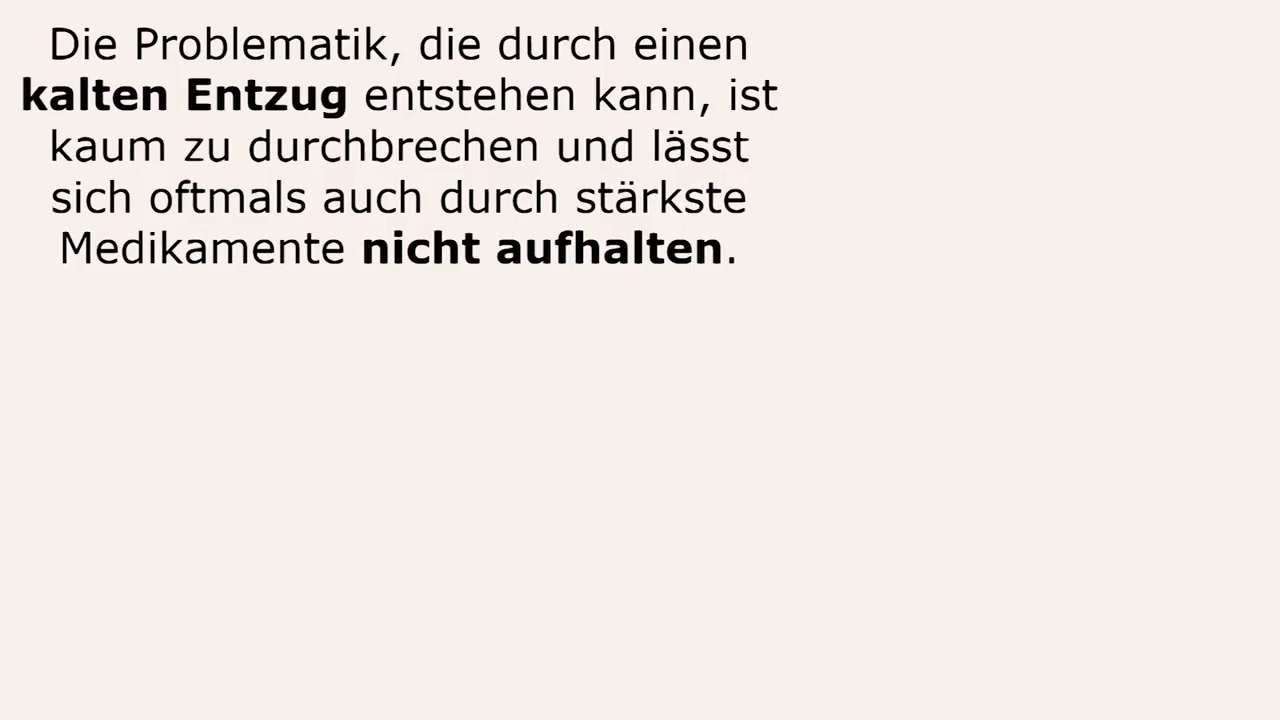 Die Problematik, die durch einen
kalten Entzug entstehen kann, ist
kaum zu durchbrechen und lässt
sich oftmals auch durch stärkste
Medikamente nicht aufhalten.